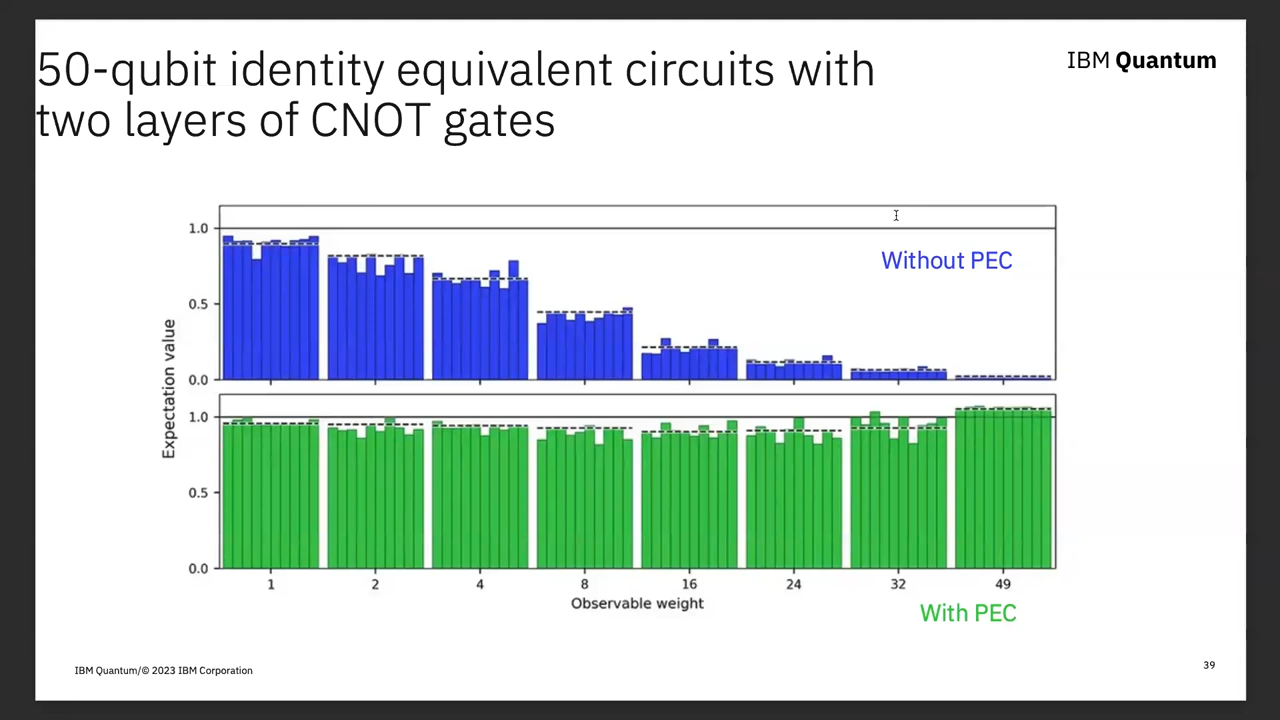 50-qubit identity equivalent circuits with
two layers of CNOT gates
IBM Quantum
1.0
0.5
0.0
Without PEC
Expectation value
1.0
0.5
0.0
1 2 4 8 16 24 32 49
Observable weight
With PEC
IBM Quantum/© 2023 IBM Corporation
39